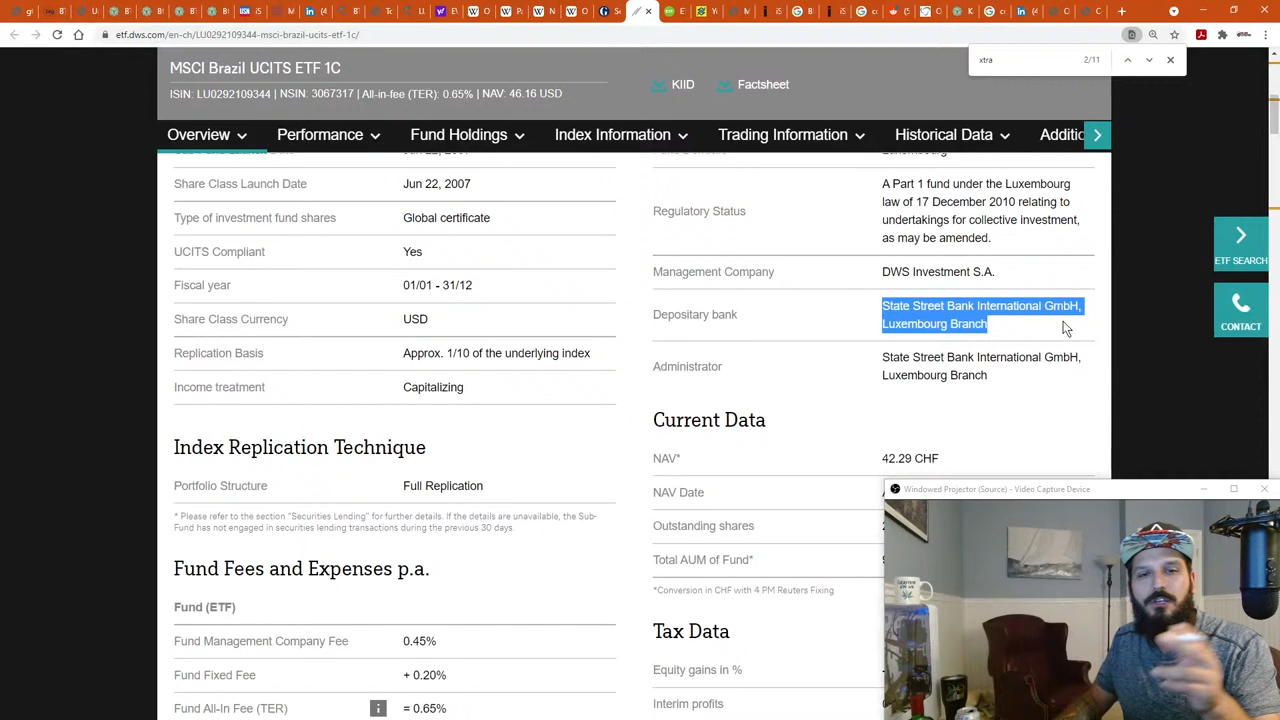 etf.dws.com/en-ch/LU0292109344-msci-brazil-ucits-etf-1c/
xtra
2/11
MSCI Brazil UCITS ETF 1C
ISIN: LU0292109344 | NSIN: 3067317 | All-in-fee (TER): 0.65% | NAV: 46.16 USD
KIID
Factsheet
Overview
Performance
Fund Holdings
Index Information
Trading Information
Historical Data
Additio
Share Class Launch Date
Jun 22, 2007
Type of investment fund shares
Global certificate
UCITS Compliant
Yes
Fiscal year
01/01 - 31/12
Share Class Currency
USD
Replication Basis
Approx. 1/10 of the underlying index
Income treatment
Capitalizing
Index Replication Technique
Portfolio Structure
Full Replication
* Please refer to the section "Securities Lending" for further details. If the details are unavailable, the Sub-
Fund has not engaged in securities lending transactions during the previous 30 days.
Fund Fees and Expenses p.a.
Fund (ETF)
Fund Management Company Fee
0.45%
Fund Fixed Fee
+ 0.20%
Fund All-In Fee (TER)
= 0.65%
Luxembourg
Regulatory Status
A Part 1 fund under the Luxembourg
law of 17 December 2010 relating to
undertakings for collective investment,
as may be amended.
Management Company
DWS Investment S.A.
Depositary bank
State Street Bank International GmbH,
Luxembourg Branch
Administrator
State Street Bank International GmbH,
Luxembourg Branch
Current Data
NAV*
42.29 CHF
NAV Date
Outstanding shares
Total AUM of Fund*
*Conversion in CHF with 4 PM Reuters Fixing
Tax Data
Equity gains in %
Interim profits
ETF SEARCH
CONTACT
Windowed Projector (Source) - Video Capture Device